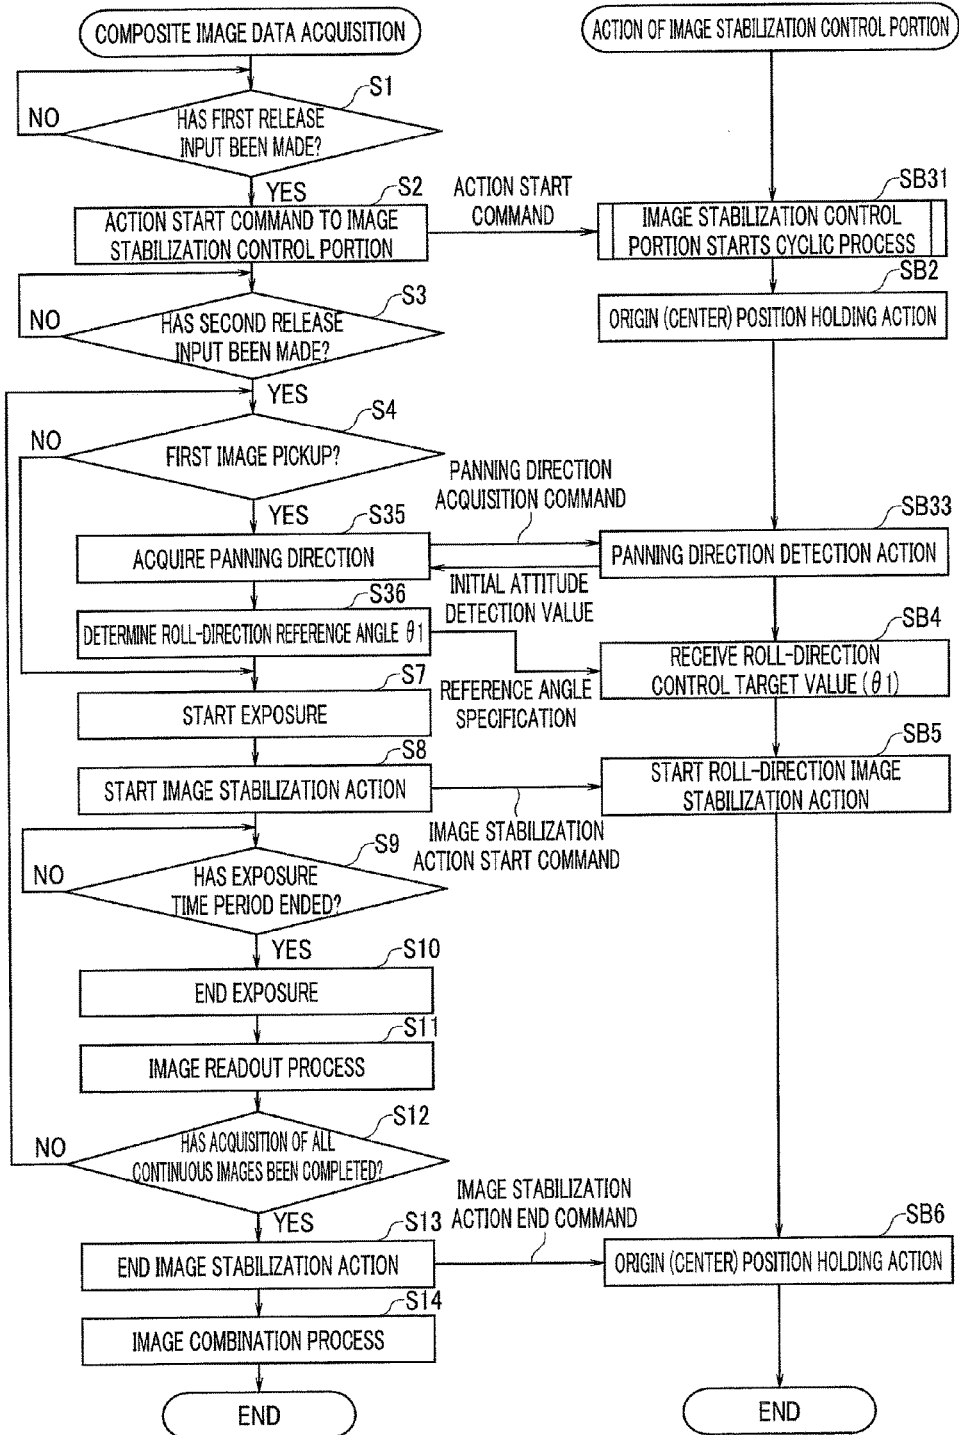 COMPOSITE IMAGE DATA ACQUISITION
ACTION OF IMAGE STABILIZATION CONTROL PORTION
S1
NO
HAS FIRST RELEASE
INPUT BEEN MADE?
YES
S2
ACTION START COMMAND TO IMAGE
STABILIZATION CONTROL PORTION
ACTION START
COMMAND
SB31
IMAGE STABILIZATION CONTROL
PORTION STARTS CYCLIC PROCESS
SB2
ORIGIN (CENTER) POSITION HOLDING ACTION
S3
NO
HAS SECOND RELEASE
INPUT BEEN MADE?
YES
S4
NO
FIRST IMAGE PICKUP?
YES
S35
ACQUIRE PANNING DIRECTION
PANNING DIRECTION
ACQUISITION COMMAND
SB33
PANNING DIRECTION DETECTION ACTION
INITIAL ATTITUDE
DETECTION VALUE
S36
DETERMINE ROLL-DIRECTION REFERENCE ANGLE θ1
SB4
RECEIVE ROLL-DIRECTION
CONTROL TARGET VALUE (θ1)
REFERENCE ANGLE
SPECIFICATION
S7
START EXPOSURE
S8
START IMAGE STABILIZATION ACTION
SB5
START ROLL-DIRECTION IMAGE
STABILIZATION ACTION
IMAGE STABILIZATION
ACTION START COMMAND
S9
NO
HAS EXPOSURE
TIME PERIOD ENDED?
YES
S10
END EXPOSURE
S11
IMAGE READOUT PROCESS
S12
NO
HAS ACQUISITION OF ALL
CONTINUOUS IMAGES BEEN COMPLETED?
YES
S13
END IMAGE STABILIZATION ACTION
IMAGE STABILIZATION
ACTION END COMMAND
SB6
ORIGIN (CENTER) POSITION HOLDING ACTION
S14
IMAGE COMBINATION PROCESS
END
END